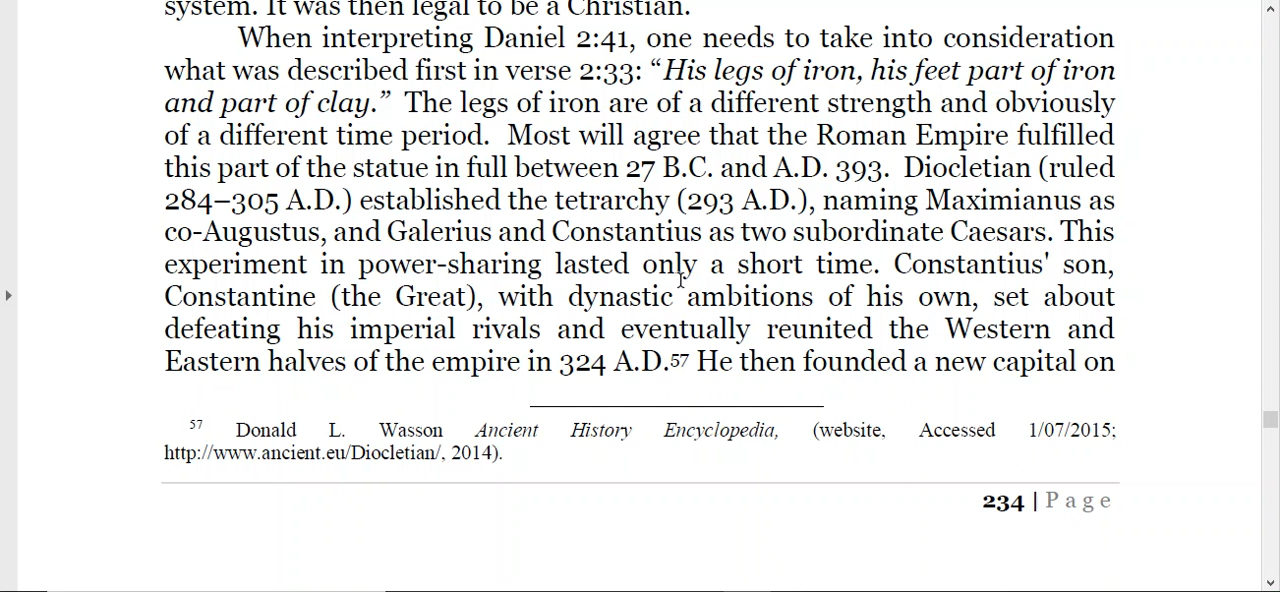 system. It was then legal to be a Christian.
When interpreting Daniel 2:41, one needs to take into consideration
what was described first in verse 2:33: “His legs of iron, his feet part of iron
and part of clay.” The legs of iron are of a different strength and obviously
of a different time period. Most will agree that the Roman Empire fulfilled
this part of the statue in full between 27 B.C. and A.D. 393. Diocletian (ruled
284–305 A.D.) established the tetrarchy (293 A.D.), naming Maximianus as
co-Augustus, and Galerius and Constantius as two subordinate Caesars. This
experiment in power-sharing lasted only a short time. Constantius' son,
Constantine (the Great), with dynastic ambitions of his own, set about
defeating his imperial rivals and eventually reunited the Western and
Eastern halves of the empire in 324 A.D.57 He then founded a new capital on
57 Donald L. Wasson Ancient History Encyclopedia, (website, Accessed 1/07/2015;
http://www.ancient.eu/Diocletian/, 2014).
234 | Page